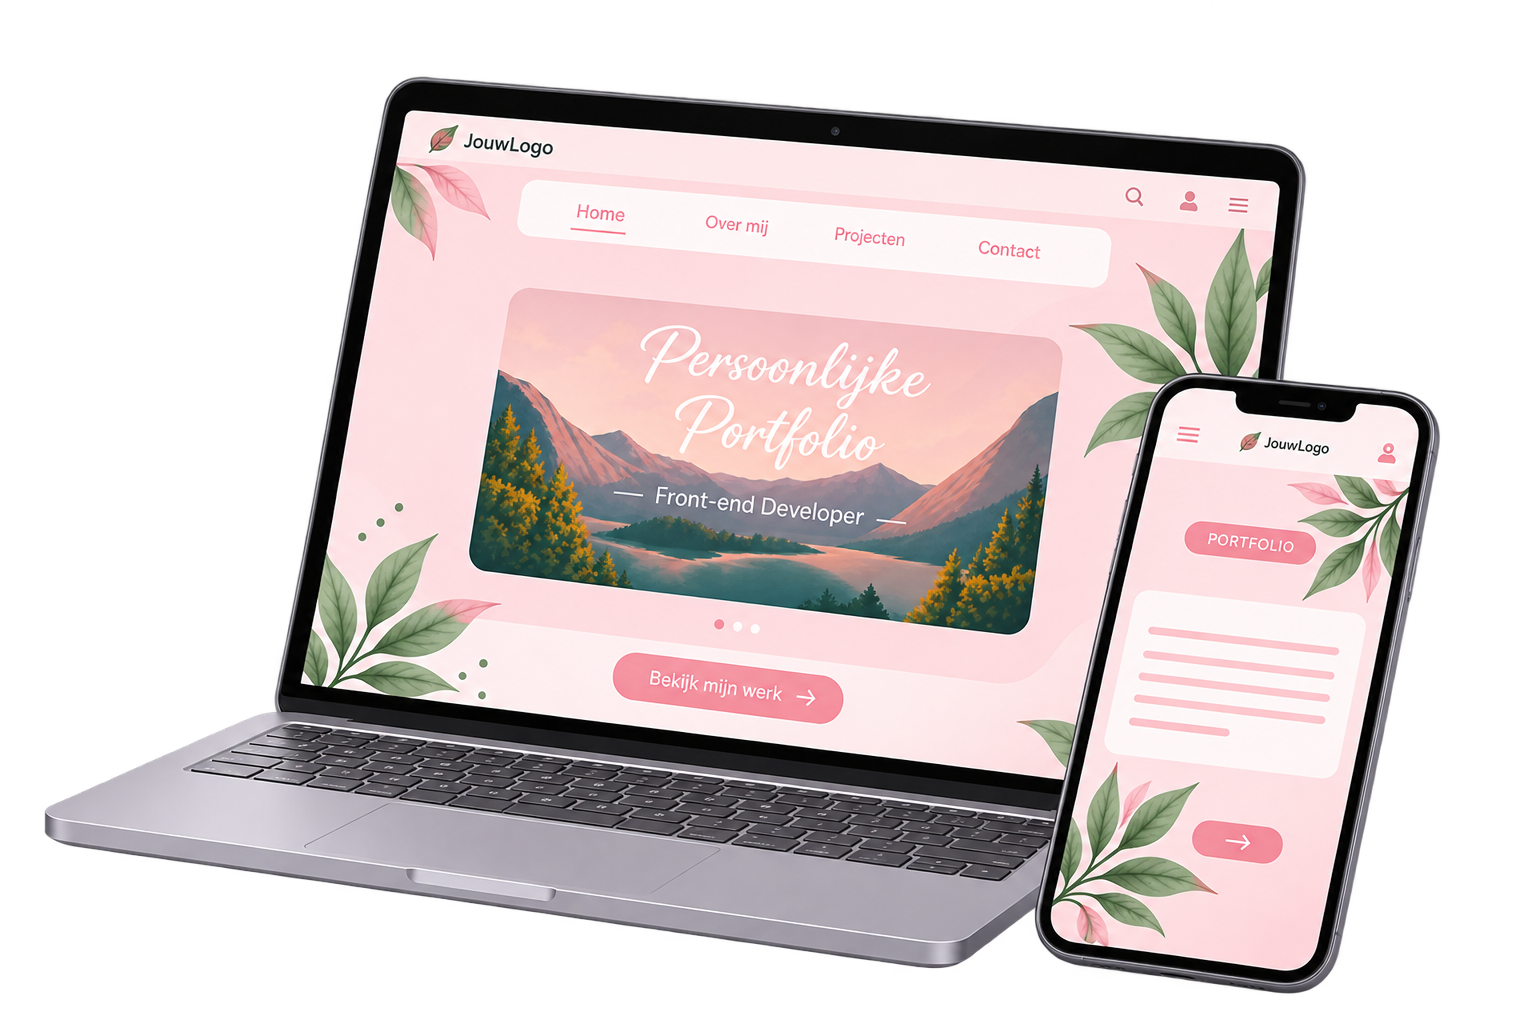 JouwLogo
Home Over mij Projecten Contact
Persoonlijke
Portfolio
Front-end Developer
Bekijk mijn werk
JouwLogo
PORTFOLIO